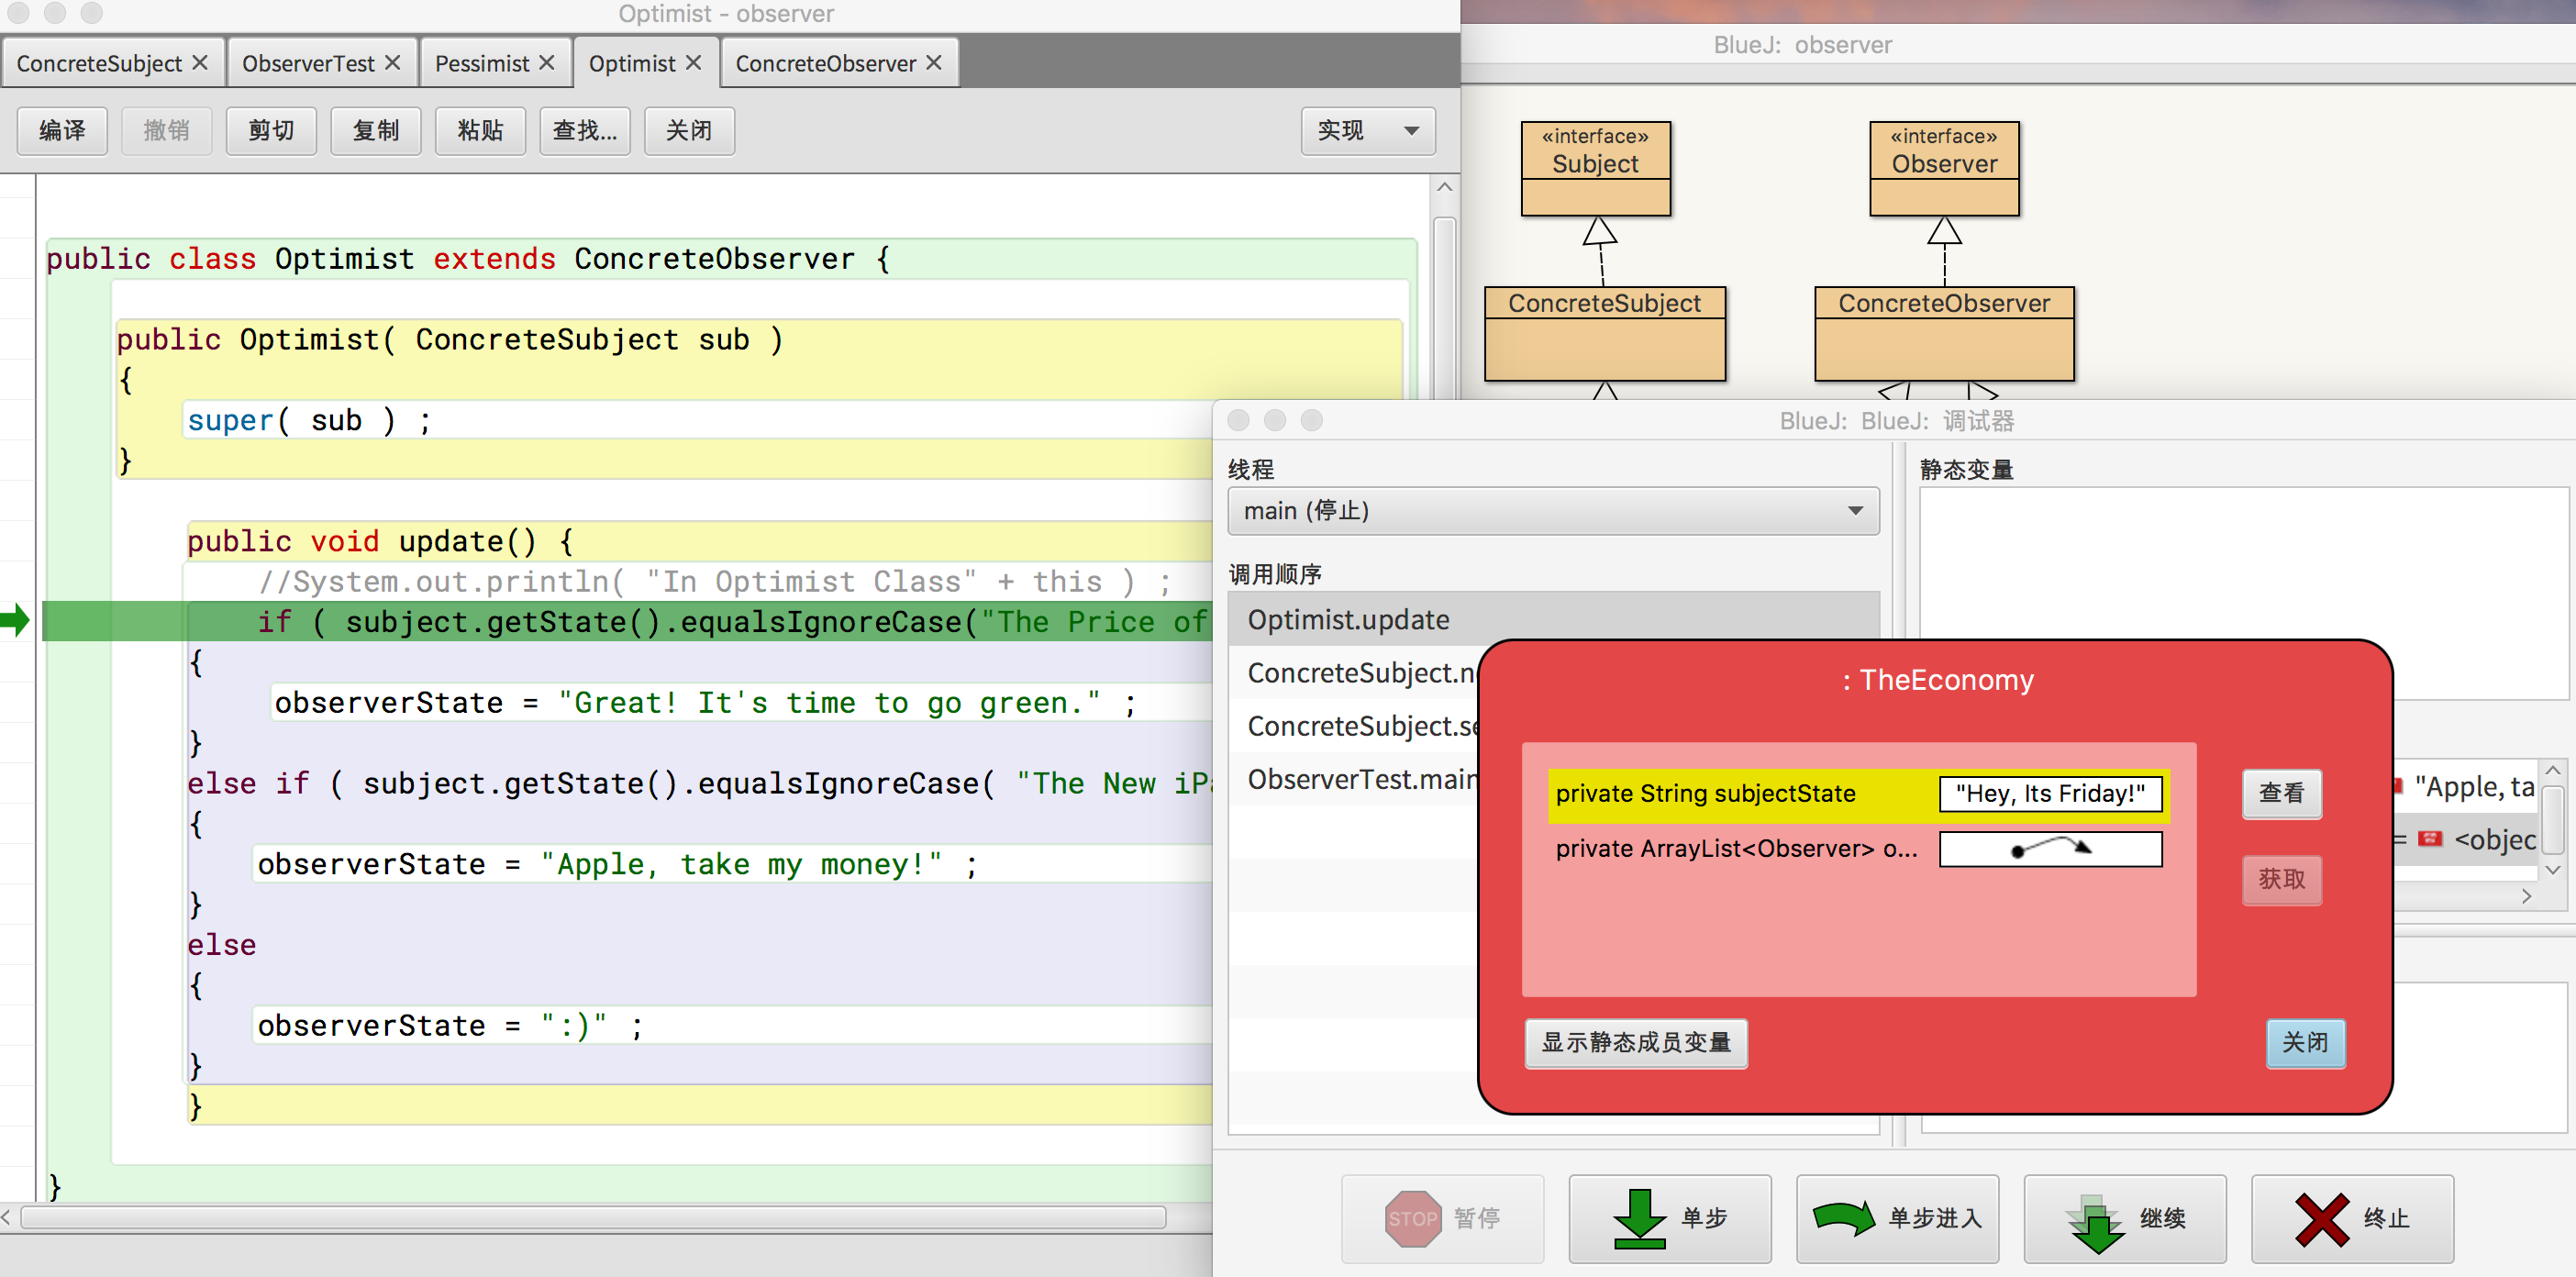 Optimist - observer
ConcreteSubject
ObserverTest
Pessimist
Optimist
ConcreteObserver
编译
撤销
剪切
复制
粘贴
查找...
关闭
实现
public class Optimist extends ConcreteObserver {
public Optimist( ConcreteSubject sub )
{
super( sub ) ;
}
public void update() {
//System.out.println( "In Optimist Class" + this ) ;
if ( subject.getState().equalsIgnoreCase("The Price of
{
observerState = "Great! It's time to go green." ;
}
else if ( subject.getState().equalsIgnoreCase( "The New
{
observerState = "Apple, take my money!" ;
}
else
{
observerState = ":)" ;
}
}
}
BlueJ: observer
«interface»
Subject
«interface»
Observer
ConcreteSubject
ConcreteObserver
BlueJ: BlueJ: 调试器
线程
main (停止)
调用顺序
Optimist.update
ConcreteSubject.n
ConcreteSubject.se
ObserverTest.main
静态变量
"Apple, ta
= <objec
: TheEconomy
private String subjectState "Hey, Its Friday!"
private ArrayList<Observer> o...
查看
获取
显示静态成员变量
关闭
STOP 暂停
单步
单步进入
继续
终止